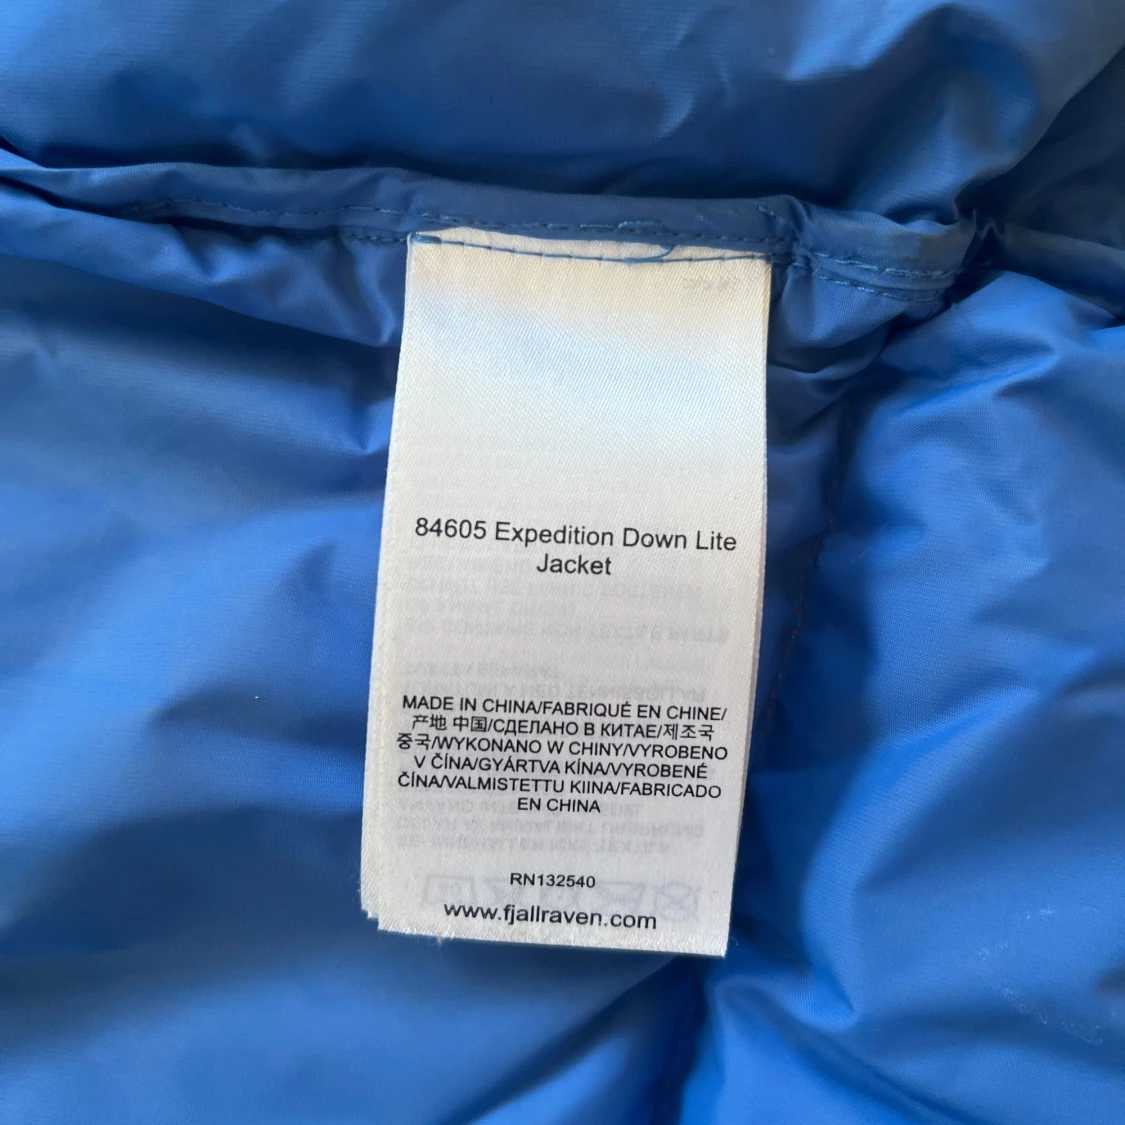 84605 Expedition Down Lite
Jacket
MADE IN CHINA/FABRIQUÉ EN CHINE/
产地 中国/СДЕЛАНО В КИТАЕ/제조국
중국/WYKONANO W CHINY/VYROBENO
V ČÍNA/GYÁRTVA KÍNA/VYROBENÉ
ČÍNA/VALMISTETTU KIINA/FABRICADO
EN CHINA
RN132540
www.fjallraven.com